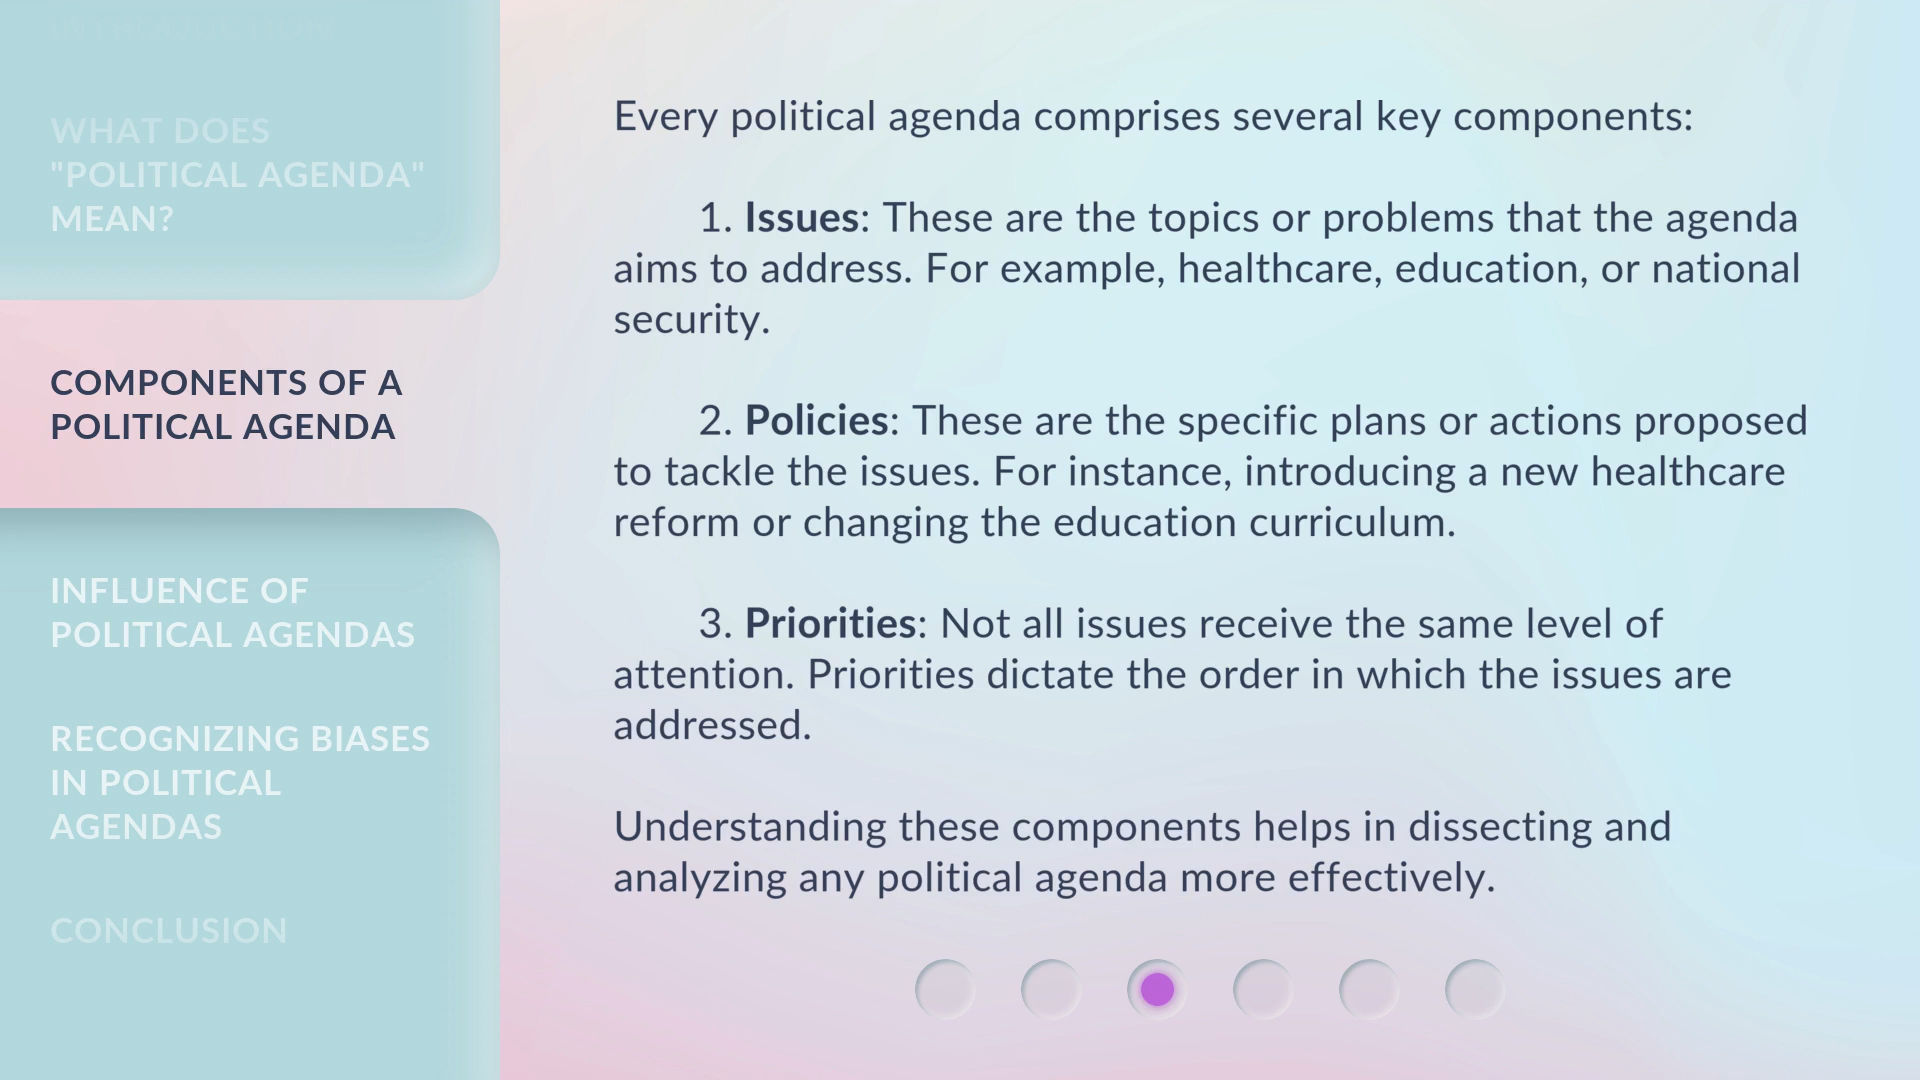 WHAT DOES
"POLITICAL AGENDA"
MEAN?
COMPONENTS OF A
POLITICAL AGENDA
INFLUENCE OF
POLITICAL AGENDAS
RECOGNIZING BIASES
IN POLITICAL
AGENDAS
CONCLUSION
Every political agenda comprises several key components:
1. Issues: These are the topics or problems that the agenda
aims to address. For example, healthcare, education, or national
security.
2. Policies: These are the specific plans or actions proposed
to tackle the issues. For instance, introducing a new healthcare
reform or changing the education curriculum.
3. Priorities: Not all issues receive the same level of
attention. Priorities dictate the order in which the issues are
addressed.
Understanding these components helps in dissecting and
analyzing any political agenda more effectively.